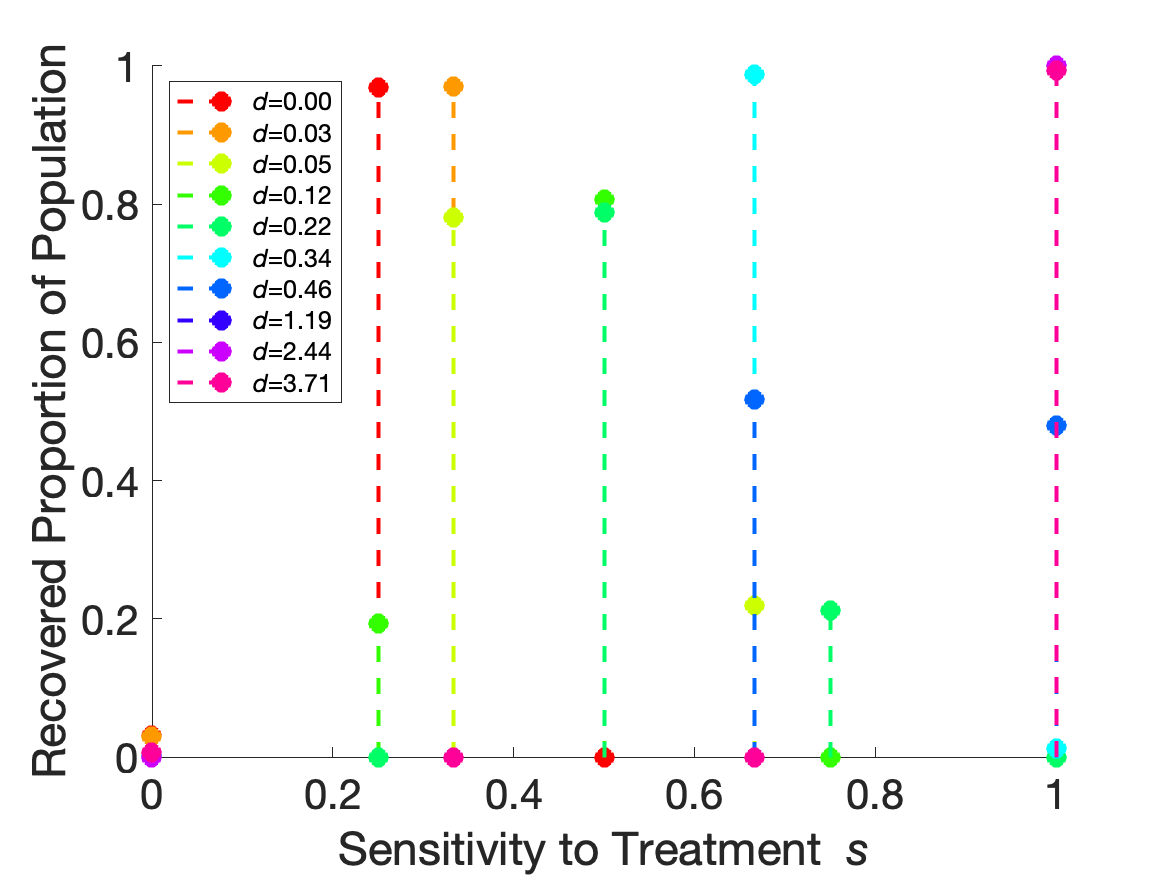 Recovered Proportion of Population
1
0.8
0.6
0.4
0.2
0
d=0.00
d=0.03
d=0.05
d=0.12
d=0.22
d=0.34
d=0.46
d=1.19
d=2.44
d=3.71
0 0.2 0.4 0.6 0.8 1
Sensitivity to Treatment s